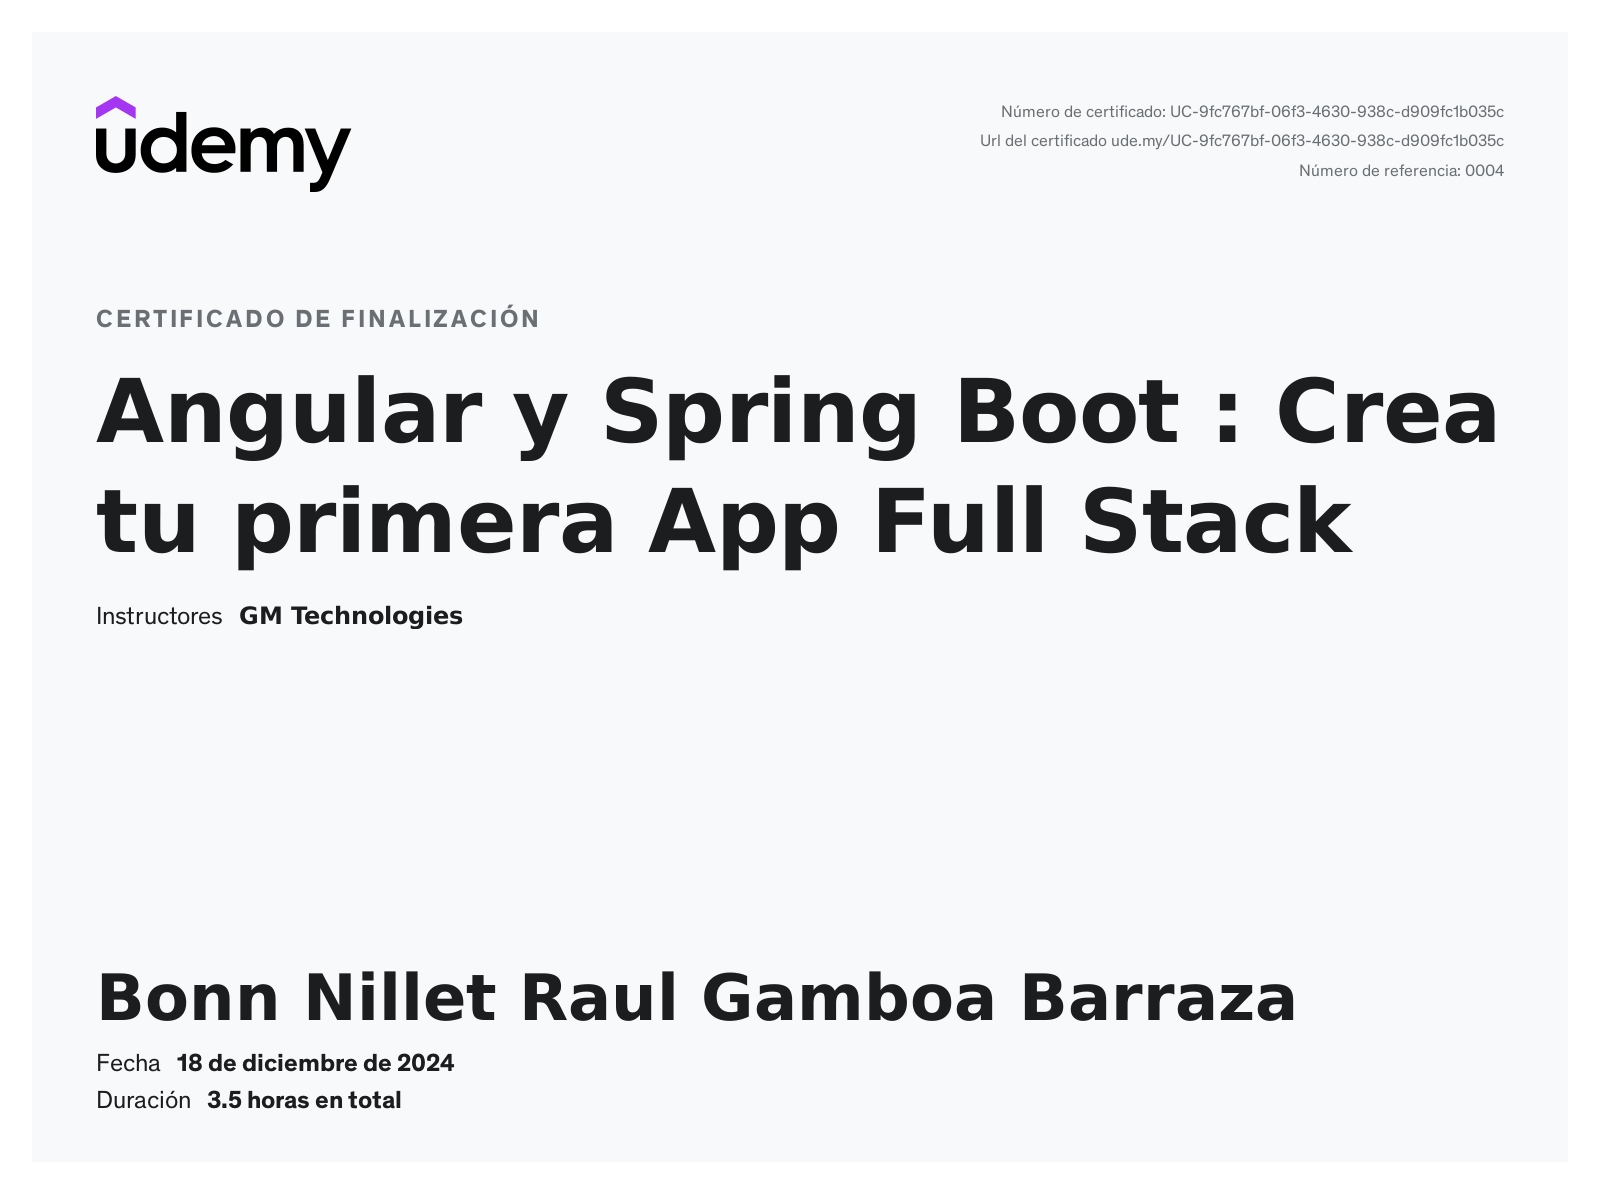 udemy
Número de certificado: UC-9fc767bf-06f3-4630-938c-d909fc1b035c
Url del certificado ude.my/UC-9fc767bf-06f3-4630-938c-d909fc1b035c
Número de referencia: 0004
CERTIFICADO DE FINALIZACIÓN
Angular y Spring Boot : Crea
tu primera App Full Stack
Instructores GM Technologies
Bonn Nillet Raul Gamboa Barraza
Fecha 18 de diciembre de 2024
Duración 3.5 horas en total